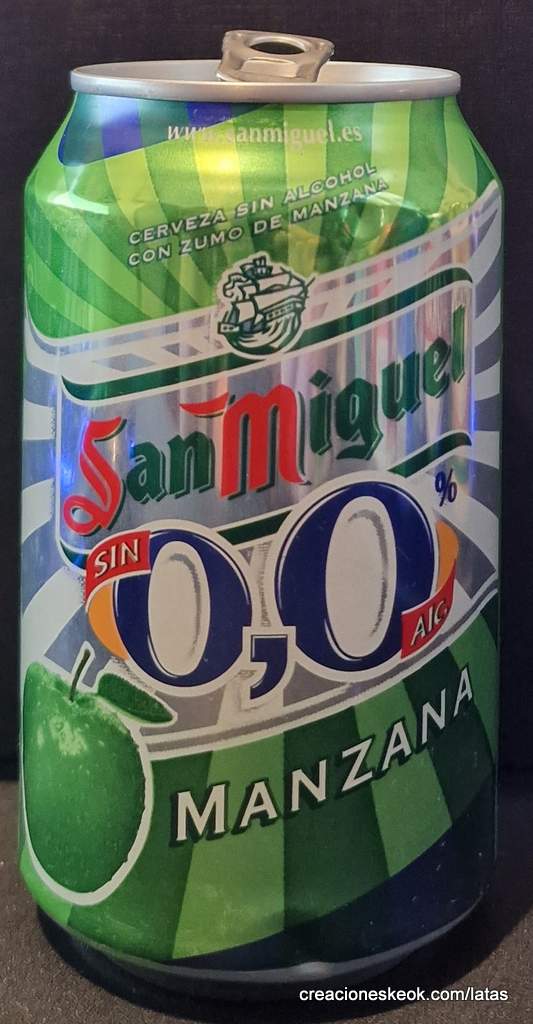 www.sanmiguel.es
CERVEZA SIN ALCOHOL
CON ZUMO DE MANZANA
San Miguel
SIN
0,0%
Alc.
MANZANA
creacioneskeok.com/latas